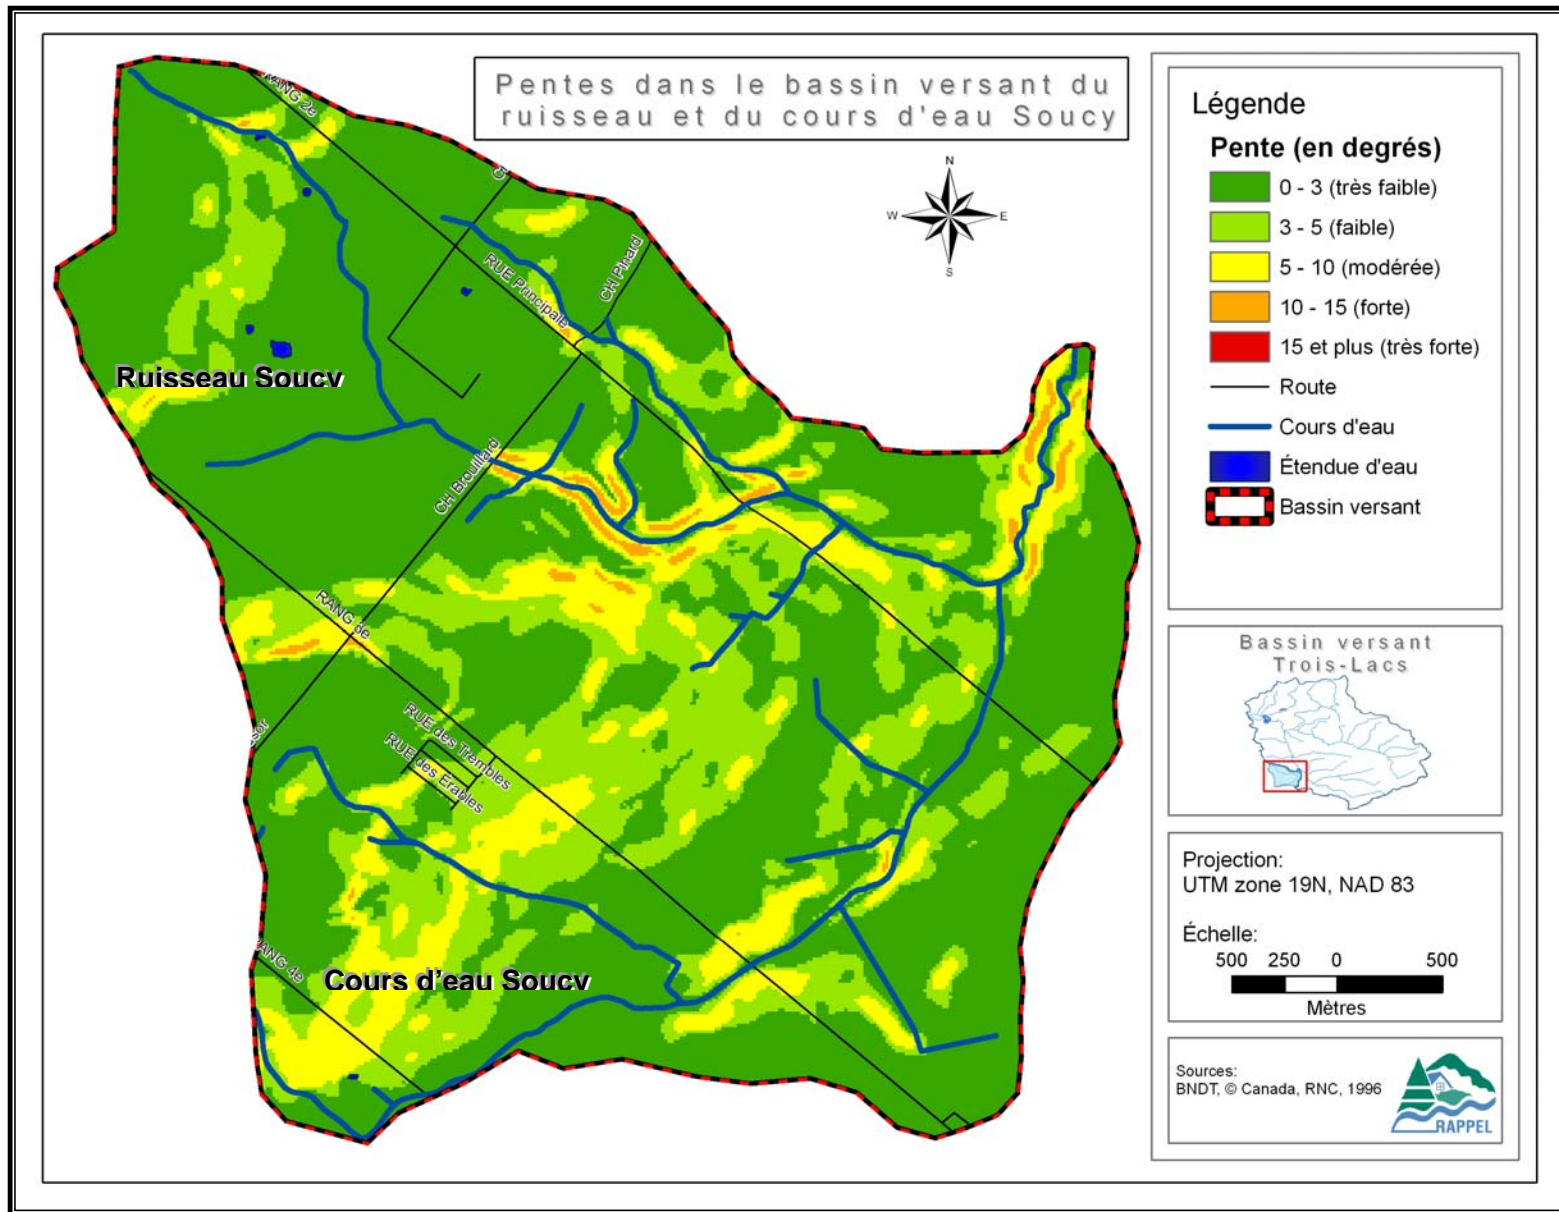 Pentes dans le bassin versant du
ruisseau et du cours d'eau Soucy
N
W
E
S
RANG 2e
CH Pinard
RUE Principale
Ruisseau Soucy
CH Brouillard
RANG 6e
RUE des Trembles
RUE des Érables
RANG 4e
Cours d'eau Soucy
Légende
Pente (en degrés)
0 - 3 (très faible)
3 - 5 (faible)
5 - 10 (modérée)
10 - 15 (forte)
15 et plus (très forte)
Route
Cours d'eau
Étendue d'eau
Bassin versant
Bassin versant
Trois-Lacs
Projection:
UTM zone 19N, NAD 83
Échelle:
500 250 0 500
Mètres
Sources:
BNDT, © Canada, RNC, 1996
RAPPEL